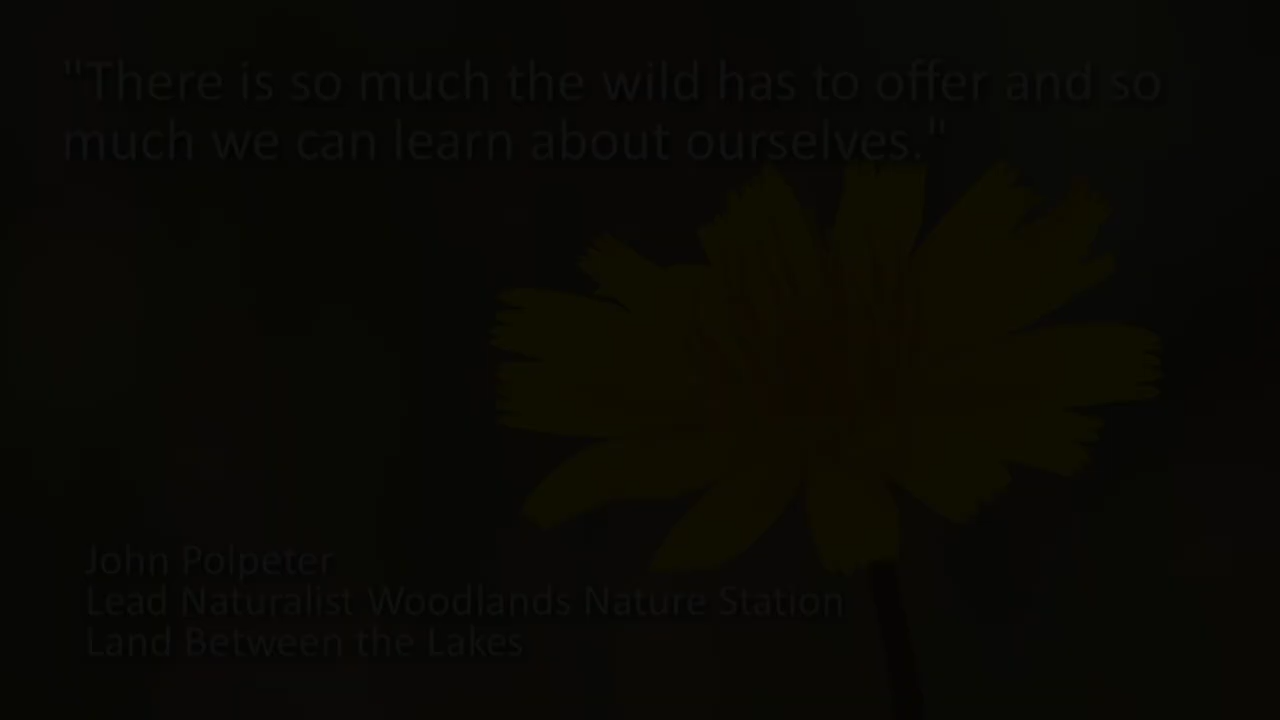 "There is so much the wild has to offer and so
much we can learn about ourselves."
John Polpeter
Lead Naturalist Woodlands Nature Station
Land Between the Lakes